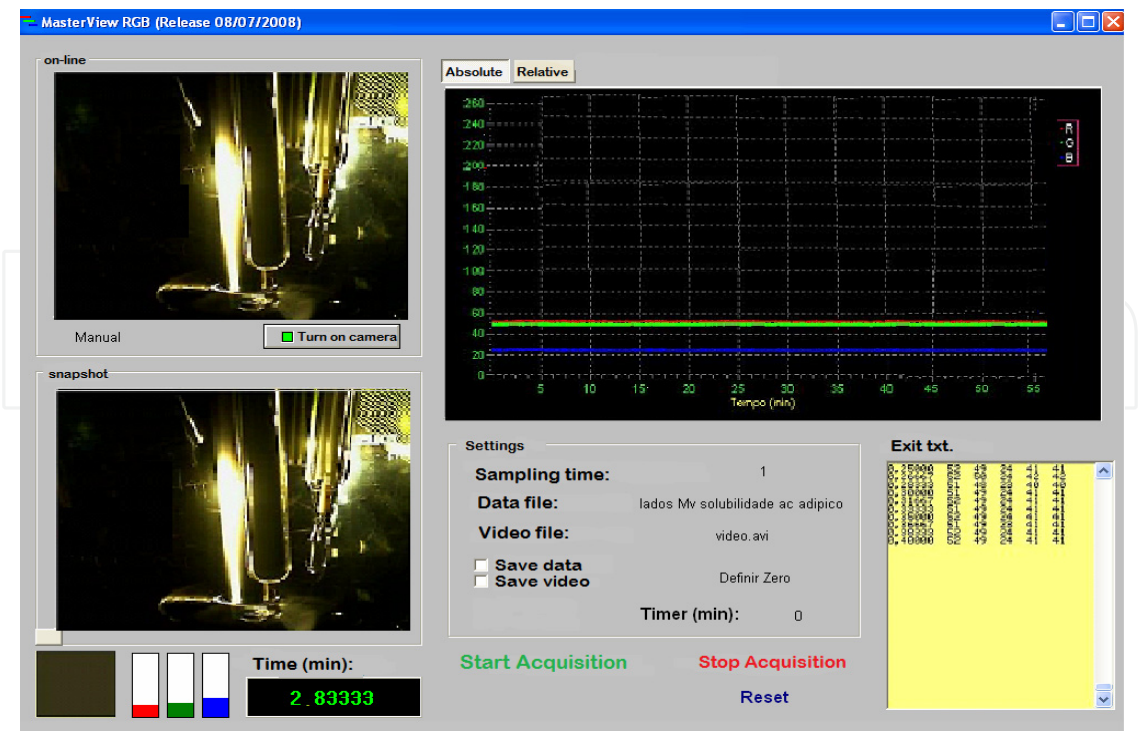 MasterView RGB (Release 08/07/2008)
on-line
Manual
Turn on camera
snapshot
Time (min):
2.83333
Absolute Relative
260
240
220
200
180
160
140
120
100
80
60
40
20
0
5 10 15 20 25 30 35 40 45 50 55
Tempo (min)
R
G
B
Settings
Sampling time: 1
Data file: lados Mv solubilidade ac adipico
Video file: video.avi
Save data
Save video
Definir Zero
Timer (min): 0
Start Acquisition Stop Acquisition
Reset
Exit txt.